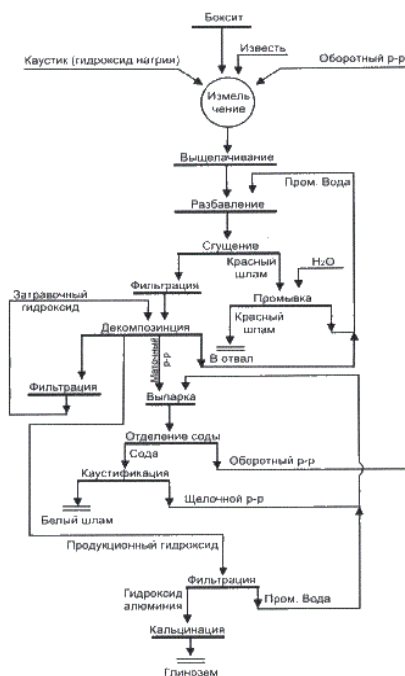 Боксит
Известь
Каустик (гидроксид натрия)
Оборотный р-р
Измель
чение
Выщелачивание
Пром. Вода
Разбавление
Сгущение
Красный
шлам
H₂O
Фильтрация
Затравочный
гидроксид
Промывка
Красный
шлам
Декомпозиция
В отвал
Маточный
р-р
Фильтрация
Выпарка
Отделение соды
Сода
Оборотный р-р
Каустификация
Щелочной р-р
Белый шлам
Продукционный гидроксид
Фильтрация
Гидроксид
алюминия
Пром. Вода
Кальцинация
Глинозем